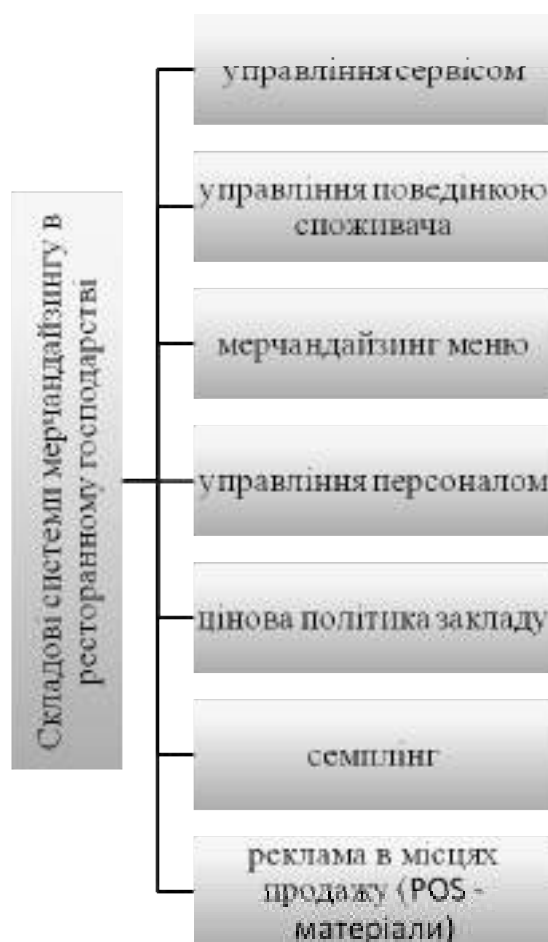 Складові системи мерчандайзингу в
ресторанному господарстві
управління сервісом
управління поведінкою
споживача
мерчандайзинг меню
управління персоналом
цінова політика закладу
семплінг
реклама в місцях
продажу (POS -
матеріали)